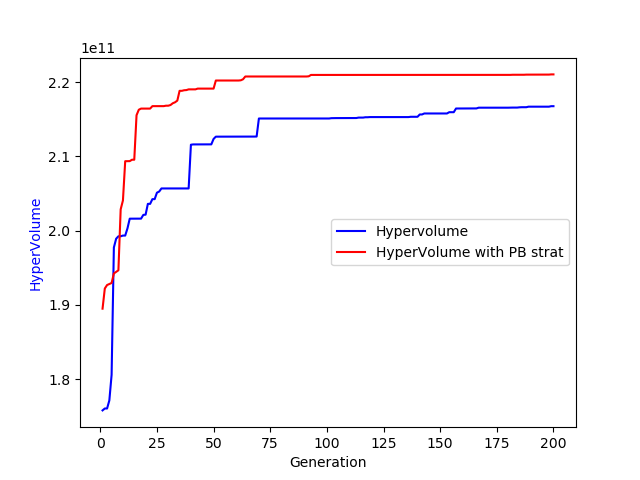 1e11
2.2
2.1
2.0
1.9
1.8
HyperVolume
Hypervolume
HyperVolume with PB strat
0 25 50 75 100 125 150 175 200
Generation